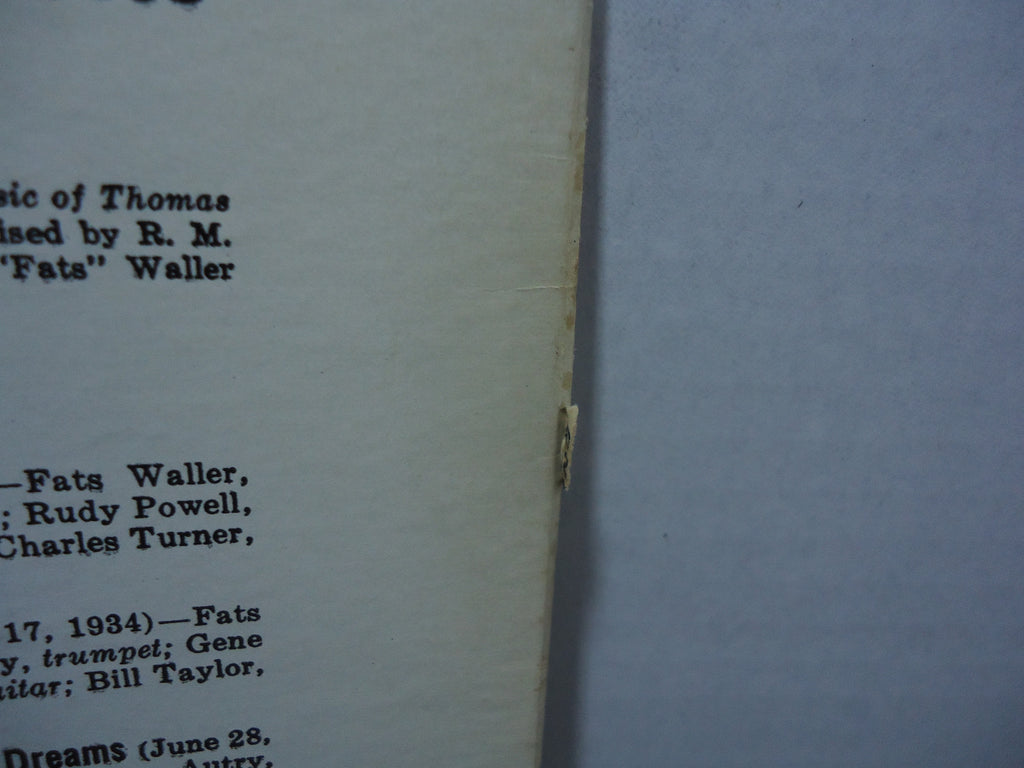 sic of Thomas
ised by R. M.
"Fats" Waller
—Fats Waller,
; Rudy Powell,
Charles Turner,
17, 1934)—Fats
y, trumpet; Gene
uitar; Bill Taylor,
Dreams (June 28,
Autry,